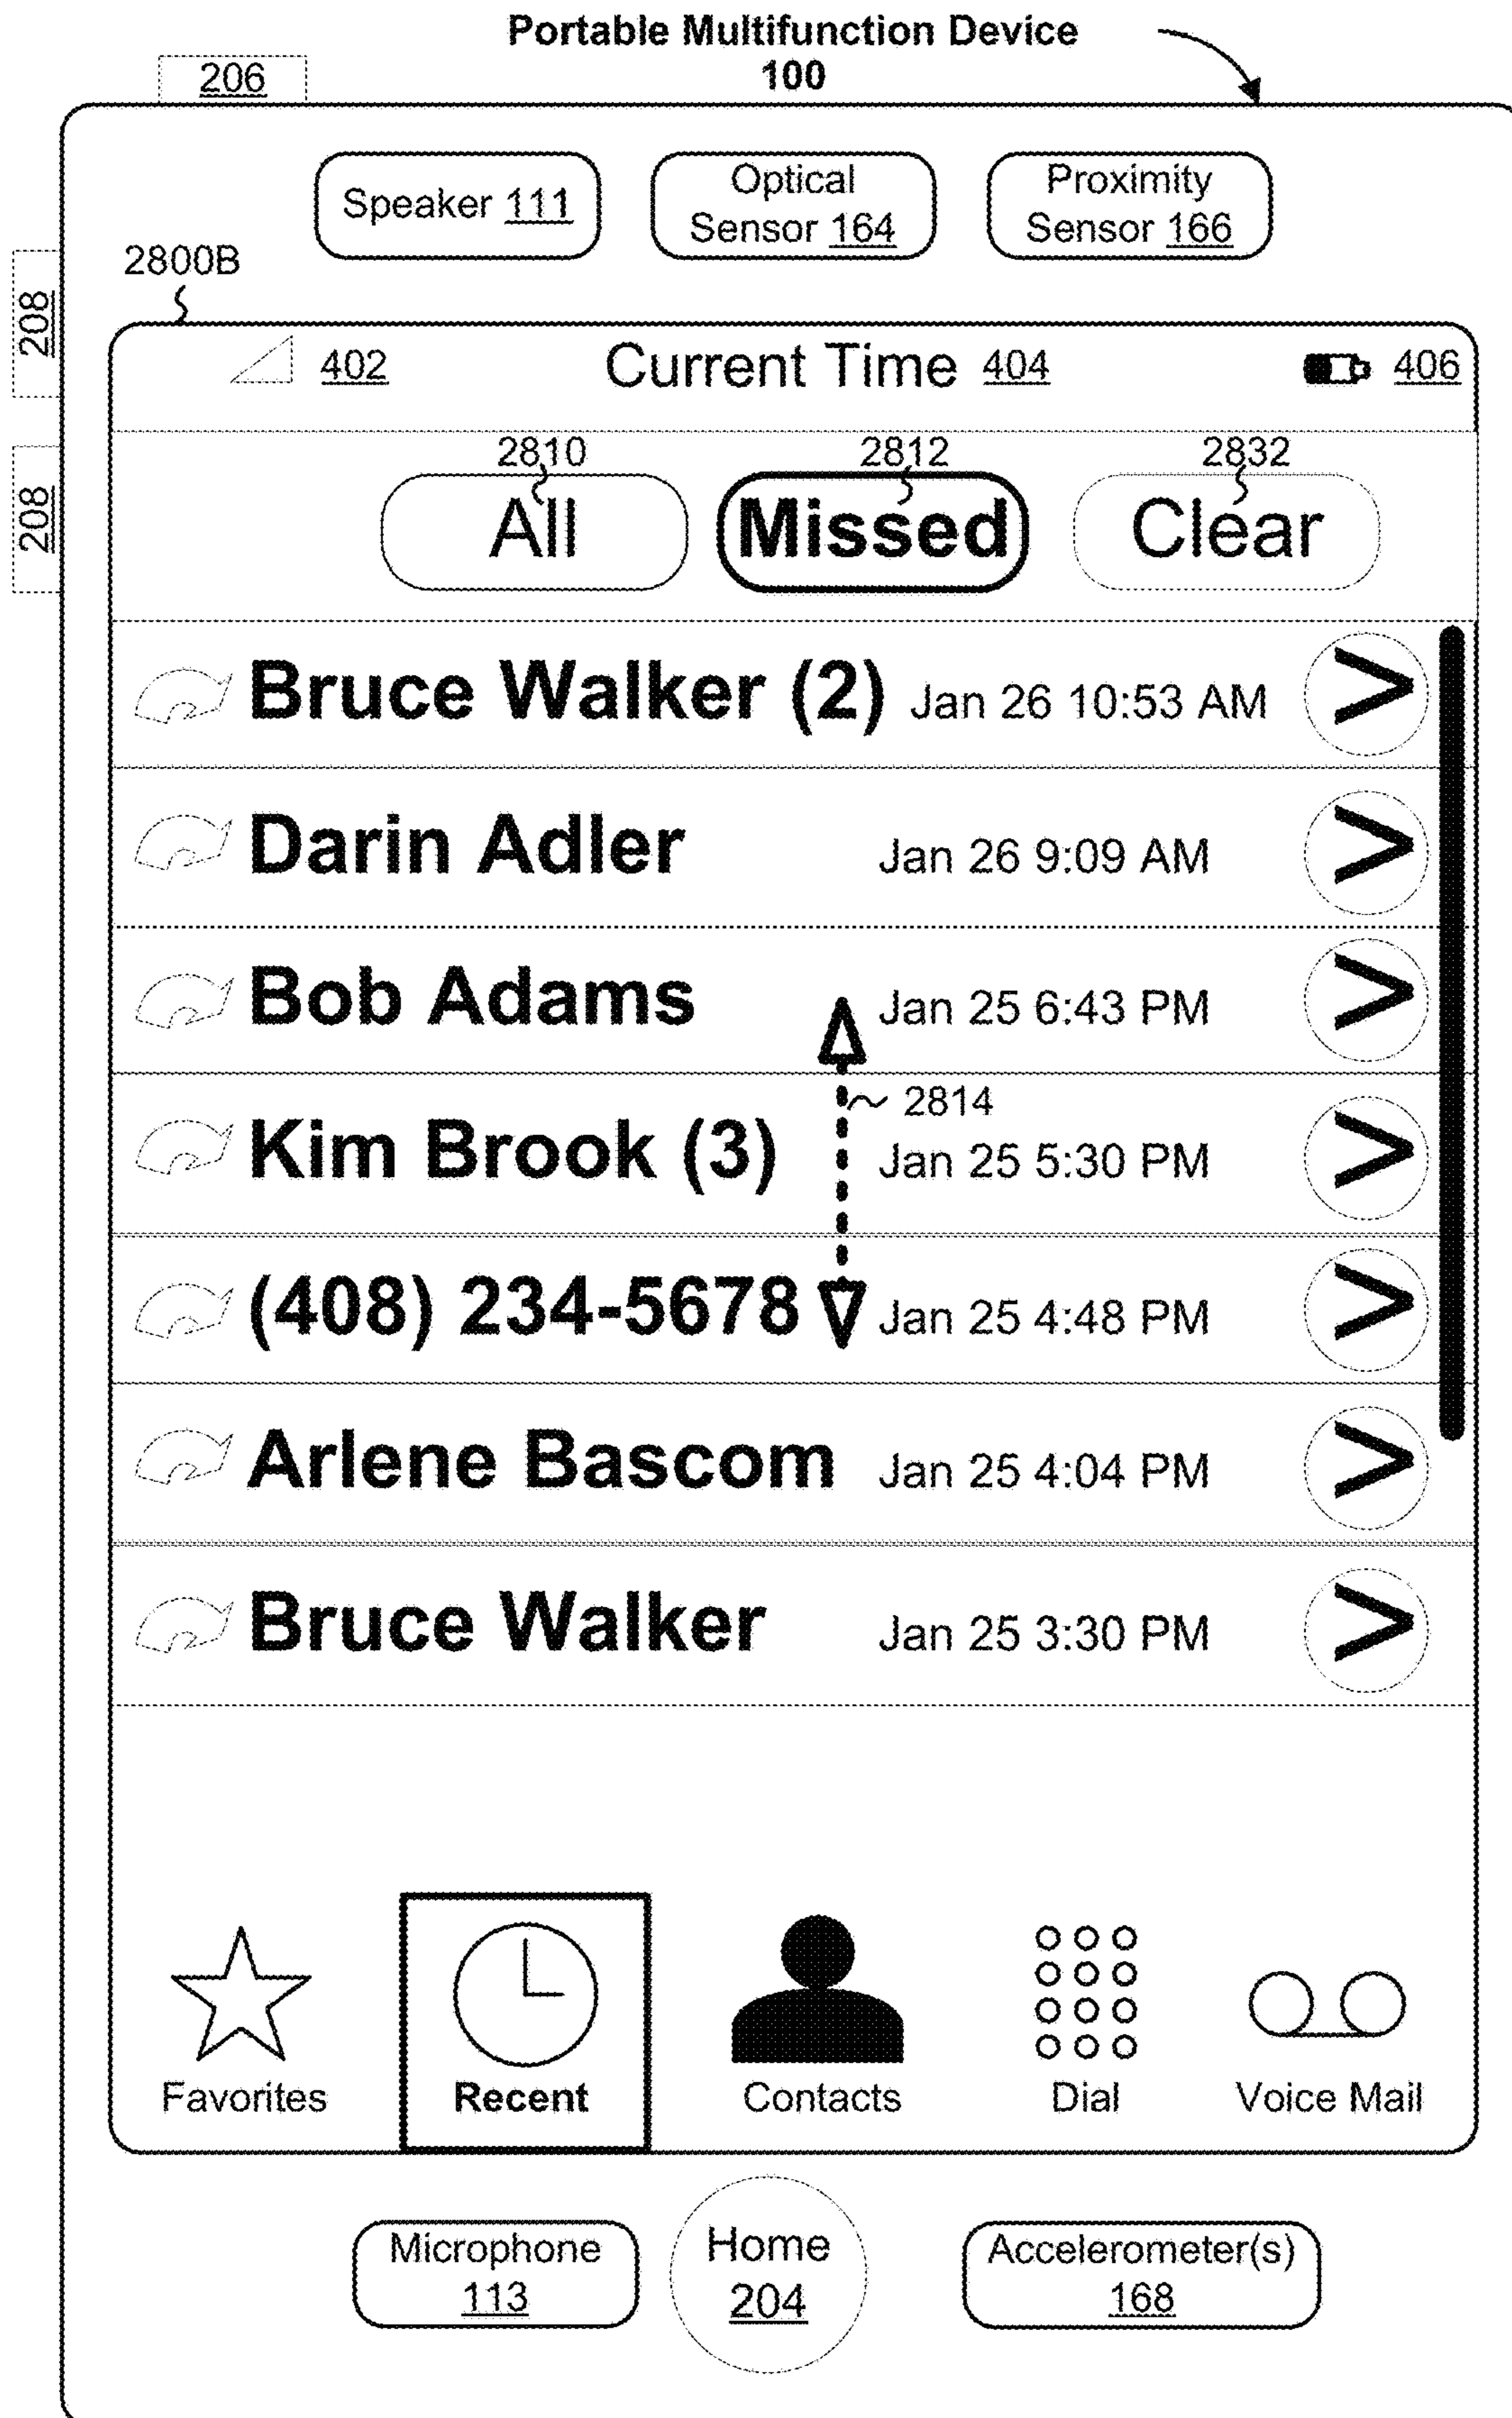 Portable Multifunction Device
100
206
Speaker 111
Optical
Sensor 164
Proximity
Sensor 166
2800B
208
208
402
Current Time 404
406
2810
2812
2832
All
Missed
Clear
Bruce Walker (2) Jan 26 10:53 AM >
Darin Adler Jan 26 9:09 AM >
Bob Adams Jan 25 6:43 PM >
2814
Kim Brook (3) Jan 25 5:30 PM >
(408) 234-5678 Jan 25 4:48 PM >
Arlene Bascom Jan 25 4:04 PM >
Bruce Walker Jan 25 3:30 PM >
Favorites
Recent
Contacts
Dial
Voice Mail
Microphone
113
Home
204
Accelerometer(s)
168